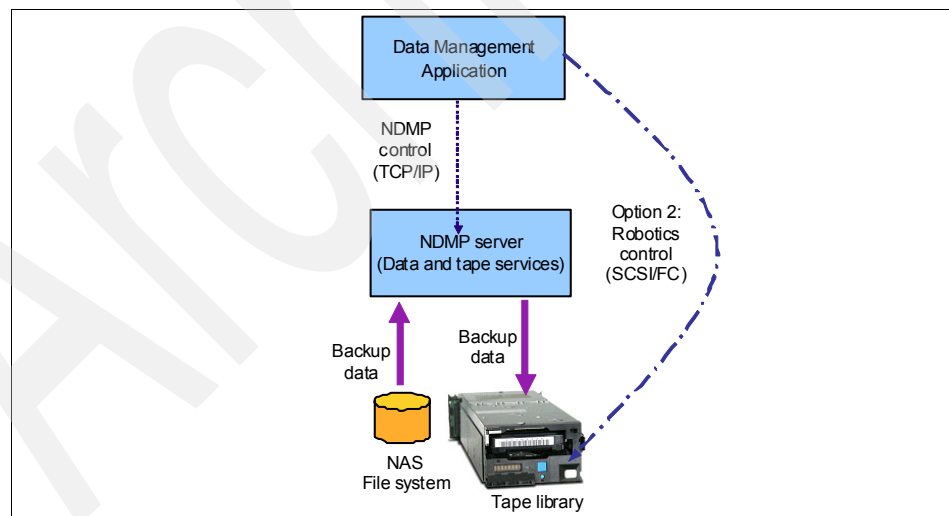 Data Management
Application
NDMP
control
(TCP/IP)
Option 2:
Robotics
control
(SCSI/FC)
NDMP server
(Data and tape services)
Backup
data
Backup
data
NAS
File system
Tape library
Archi